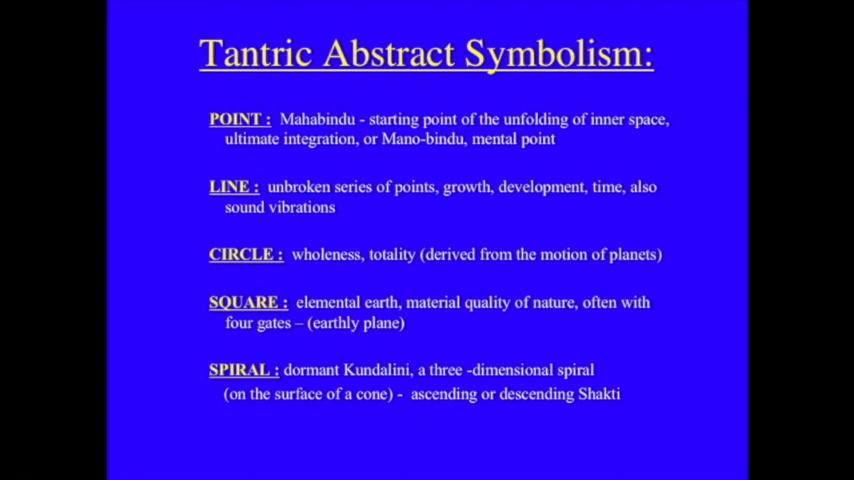 Tantric Abstract Symbolism:
POINT : Mahabindu - starting point of the unfolding of inner space,
ultimate integration, or Mano-bindu, mental point
LINE : unbroken series of points, growth, development, time, also
sound vibrations
CIRCLE : wholeness, totality (derived from the motion of planets)
SQUARE : elemental earth, material quality of nature, often with
four gates – (earthly plane)
SPIRAL : dormant Kundalini, a three -dimensional spiral
(on the surface of a cone) - ascending or descending Shakti